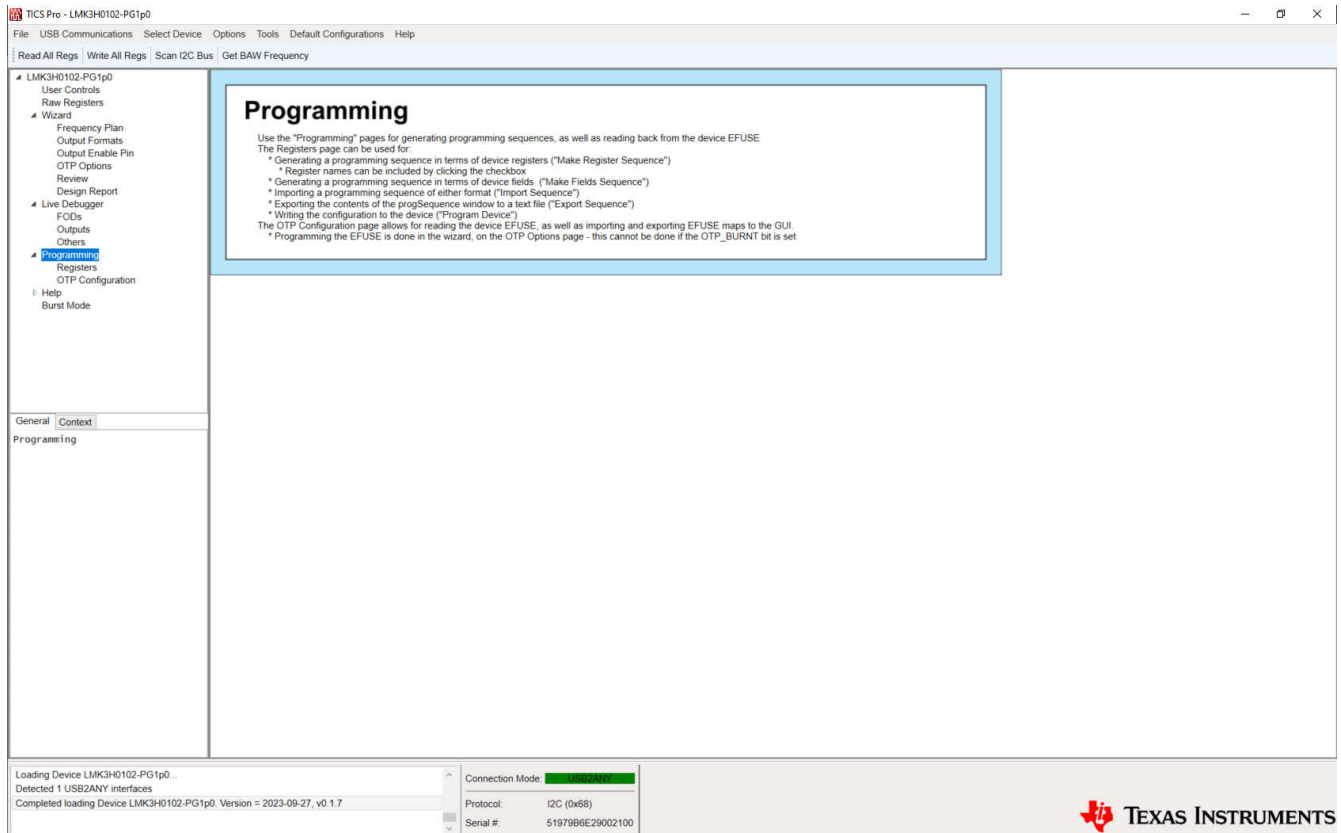 TICS Pro - LMK3H0102-PG1p0
File USB Communications Select Device Options Tools Default Configurations Help
Read All Regs Write All Regs Scan I2C Bus Get BAW Frequency
LMK3H0102-PG1p0
User Controls
Raw Registers
Wizard
Frequency Plan
Output Formats
Output Enable Pin
OTP Options
Review
Design Report
Live Debugger
FODs
Outputs
Others
Programming
Registers
OTP Configuration
Help
Burst Mode
Programming
Use the "Programming" pages for generating programming sequences, as well as reading back from the device EFUSE
The Registers page can be used for:
* Generating a programming sequence in terms of device registers ("Make Register Sequence")
* Register names can be included by clicking the checkbox
* Generating a programming sequence in terms of device fields ("Make Fields Sequence")
* Importing a programming sequence of either format ("Import Sequence")
* Exporting the contents of the progSequence window to a text file ("Export Sequence")
* Writing the configuration to the device ("Program Device")
The OTP Configuration page allows for reading the device EFUSE, as well as importing and exporting EFUSE maps to the GUI.
* Programming the EFUSE is done in the wizard, on the OTP Options page - this cannot be done if the OTP_BURNT bit is set
General Context
Programming
Loading Device LMK3H0102-PG1p0...
Detected 1 USB2ANY interfaces
Completed loading Device LMK3H0102-PG1p0. Version = 2023-09-27, v0.1.7
Connection Mode: USB2ANY
Protocol: I2C (0x68)
Serial #: 51979B6E29002100
TEXAS INSTRUMENTS